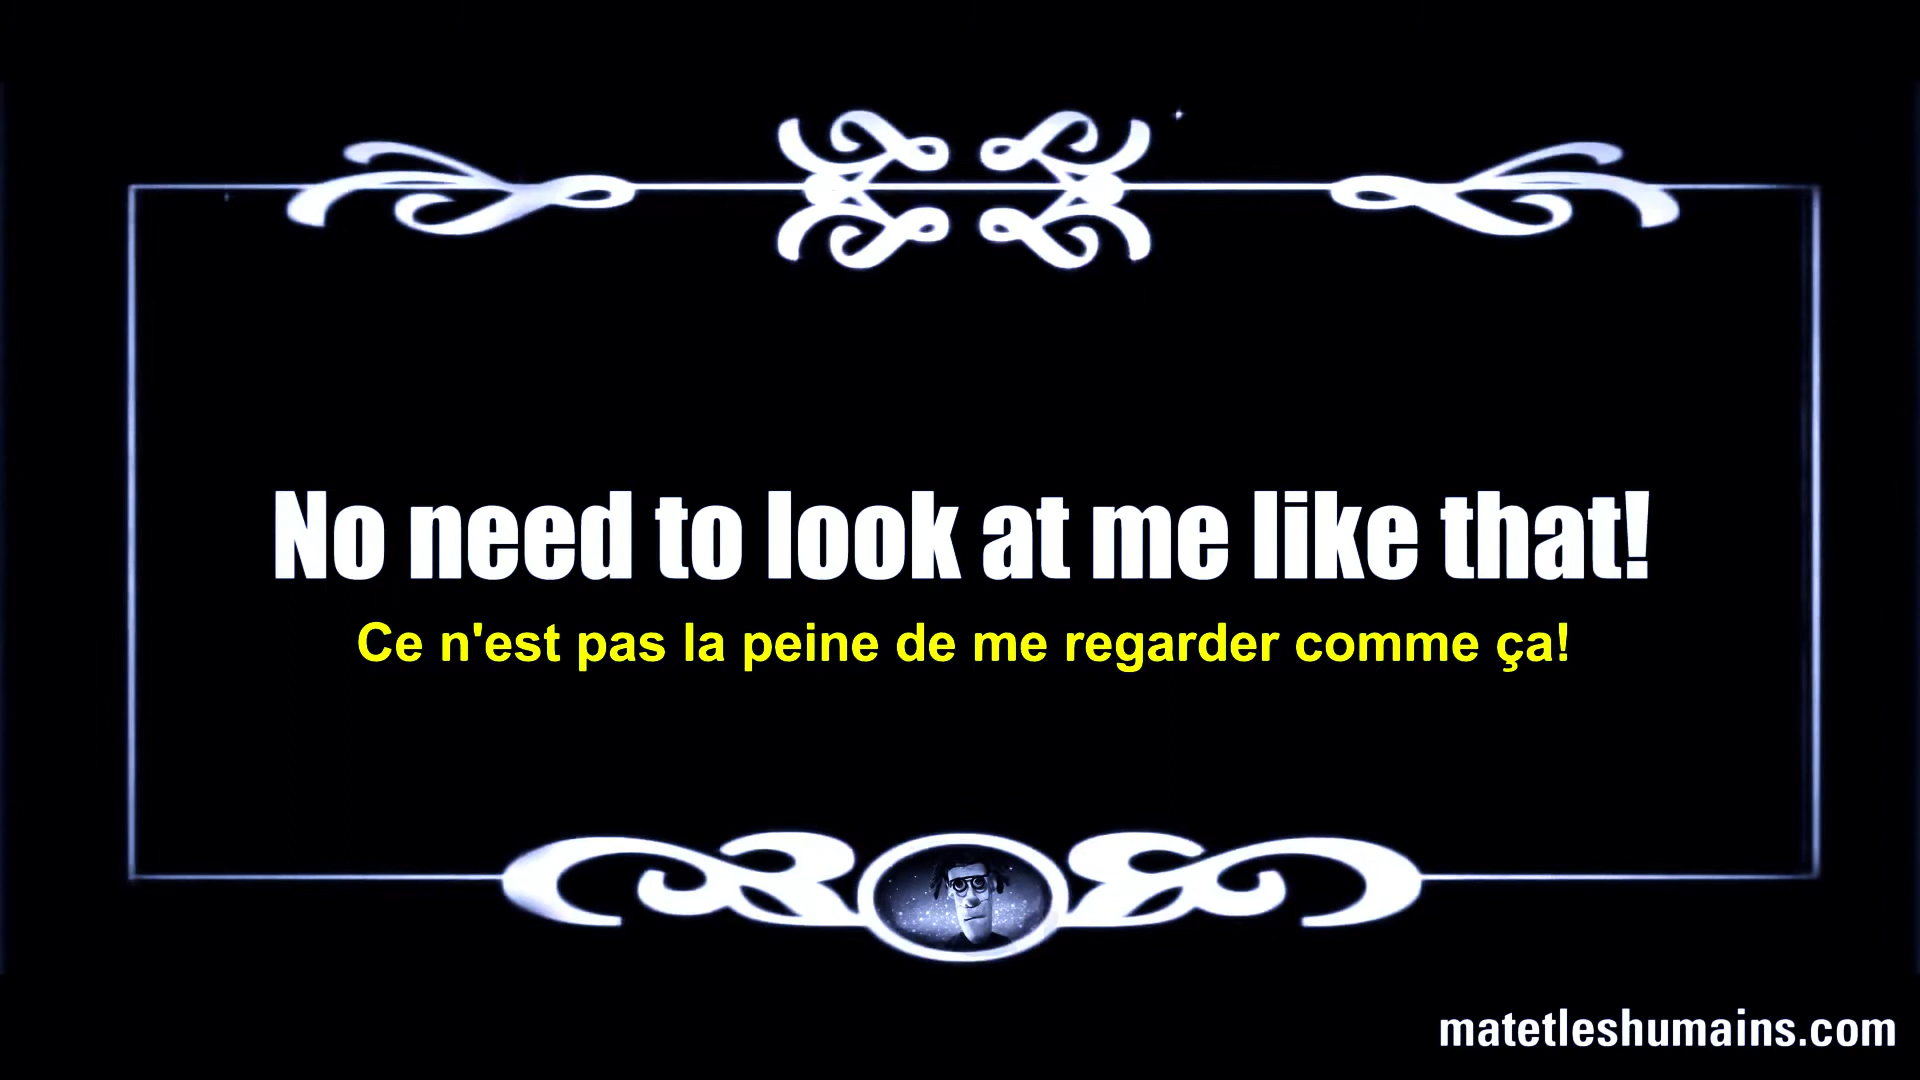 No need to look at me like that!
Ce n'est pas la peine de me regarder comme ça!
matetleshumains.com